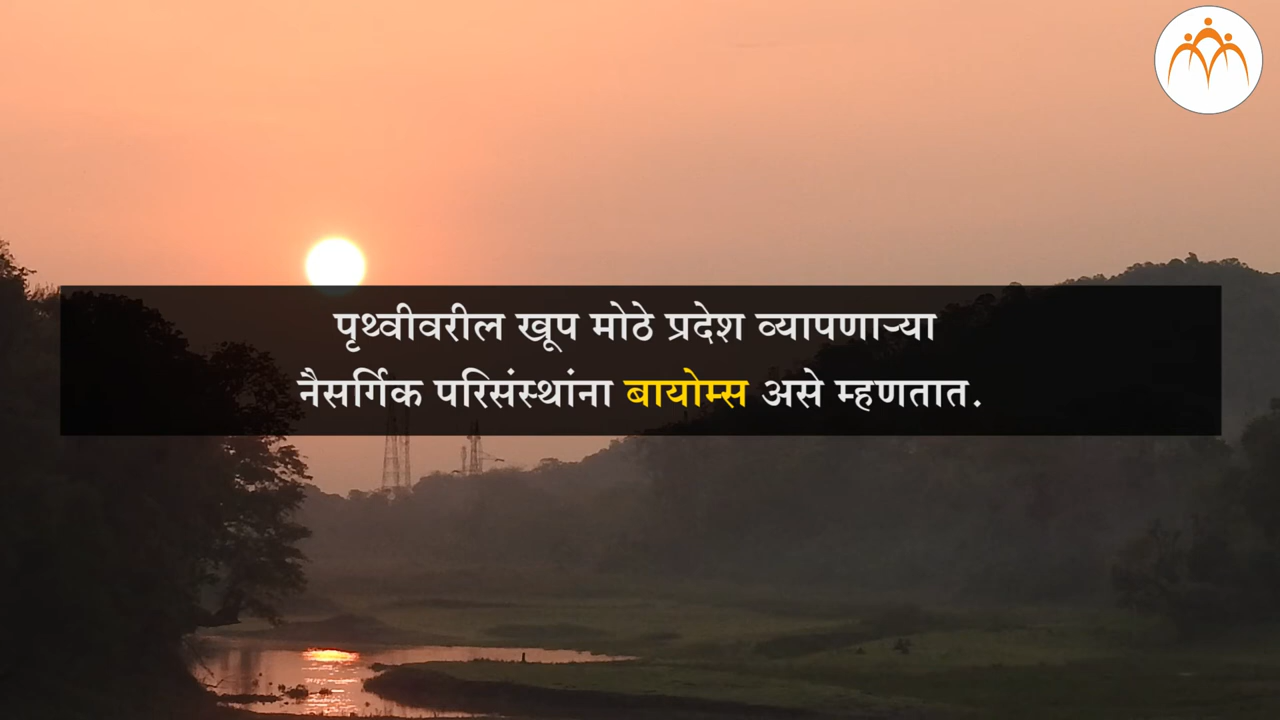 पृथ्वीवरील खूप मोठे प्रदेश व्यापणाऱ्या
नैसर्गिक परिसंस्थांना बायोम्स असे म्हणतात.